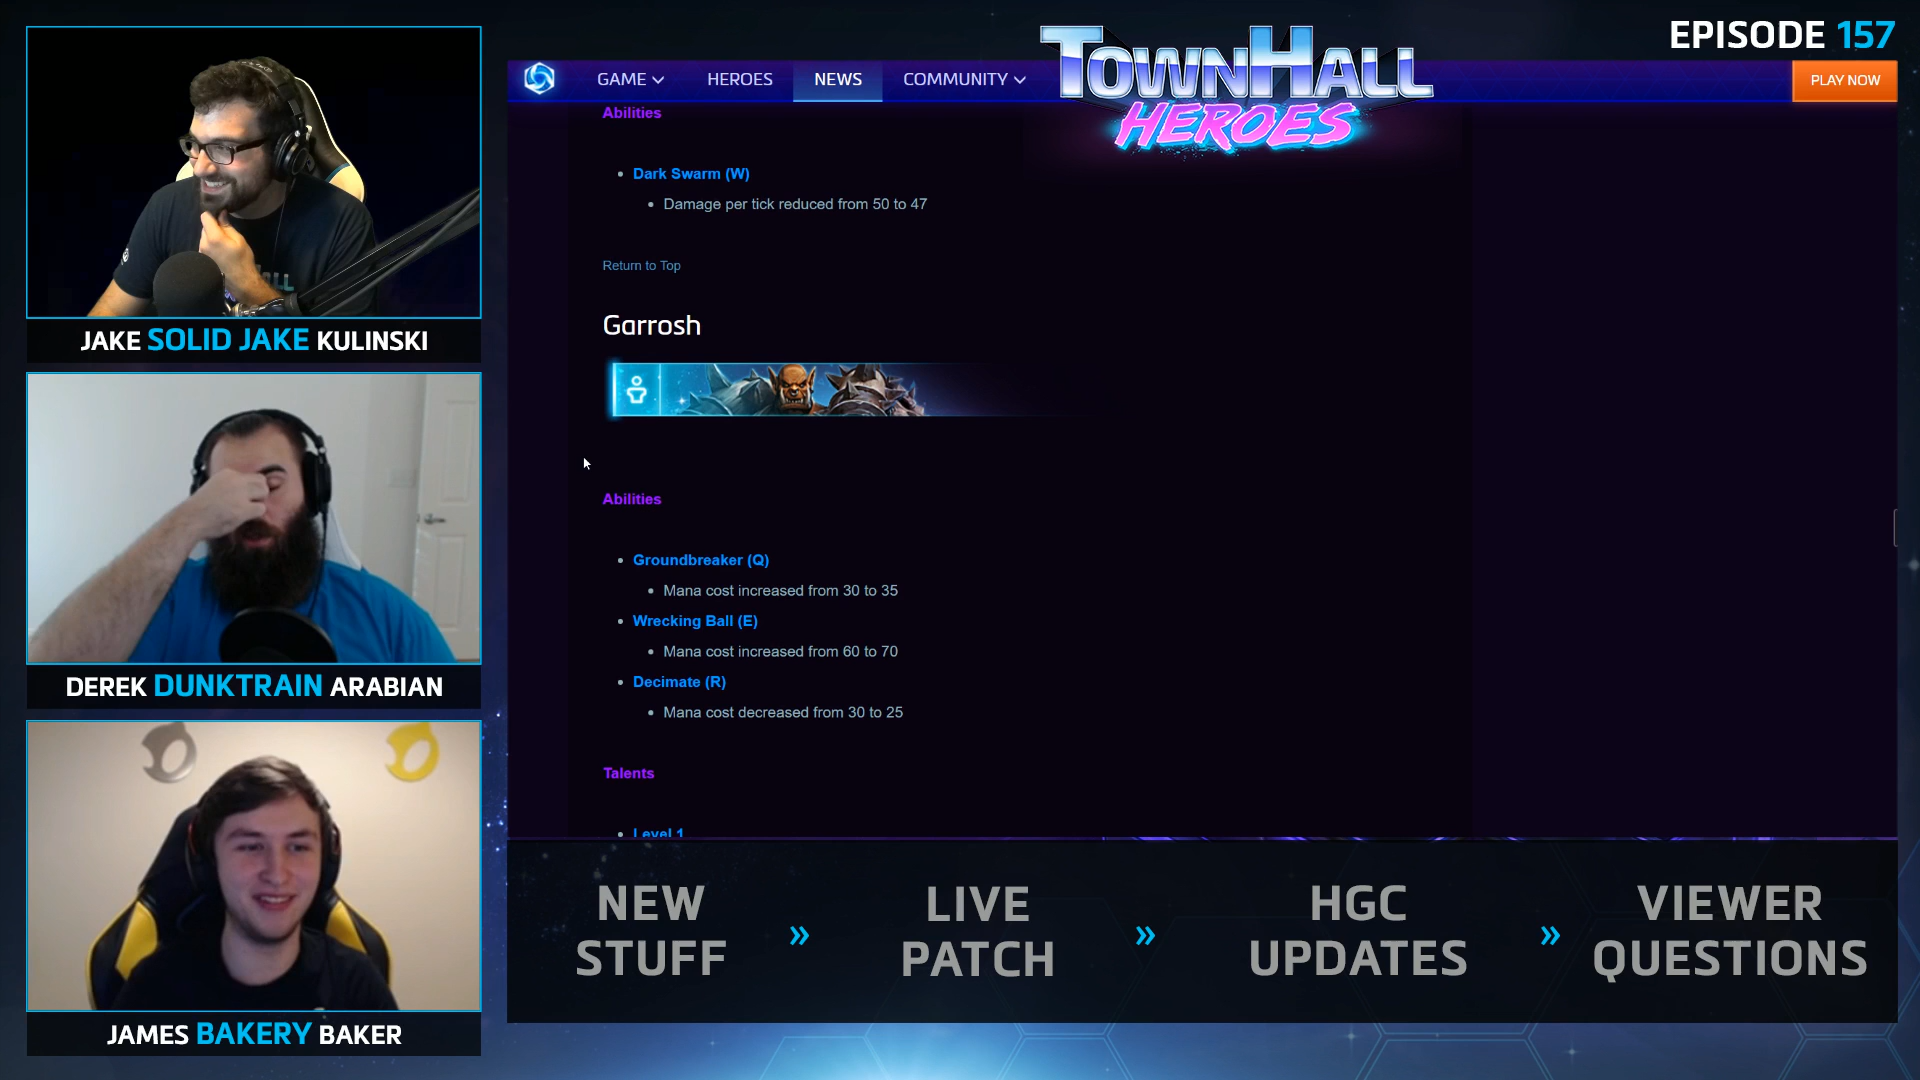 EPISODE 157
TOWNHALL
HEROES
GAME HEROES NEWS COMMUNITY PLAY NOW
Abilities
Dark Swarm (W)
Damage per tick reduced from 50 to 47
Return to Top
Garrosh
Abilities
Groundbreaker (Q)
Mana cost increased from 30 to 35
Wrecking Ball (E)
Mana cost increased from 60 to 70
Decimate (R)
Mana cost decreased from 30 to 25
Talents
Level 1
JAKE SOLID JAKE KULINSKI
DEREK DUNKTRAIN ARABIAN
JAMES BAKERY BAKER
NEW
STUFF
»
LIVE
PATCH
»
HGC
UPDATES
»
VIEWER
QUESTIONS